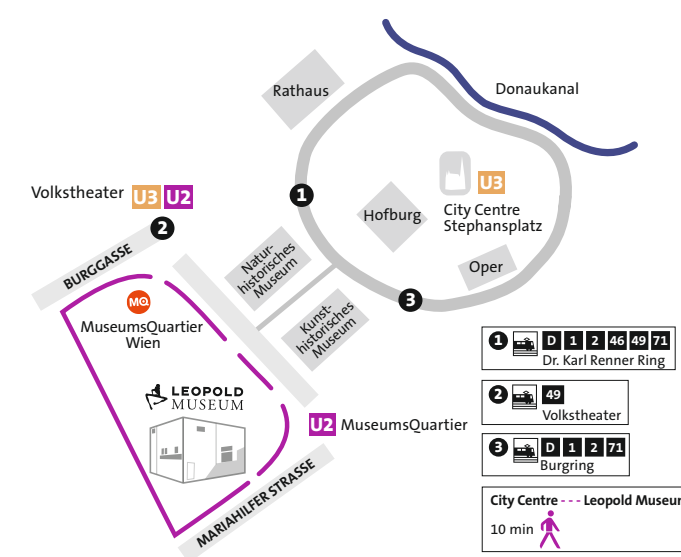 Donaukanal
Rathaus
Volkstheater U3 U2
1
U3
City Centre
Stephansplatz
Hofburg
2
BURGGASSE
Natur-
historisches
Museum
Oper
MQ
MuseumsQuartier
Wien
3
Kunst-
historisches
Museum
LEOPOLD
MUSEUM
U2 MuseumsQuartier
MARIAHILFER STRASSE
1 D 1 2 46 49 71
Dr. Karl Renner Ring
2 49
Volkstheater
3 D 1 2 71
Burgring
City Centre - - - Leopold Museum
10 min